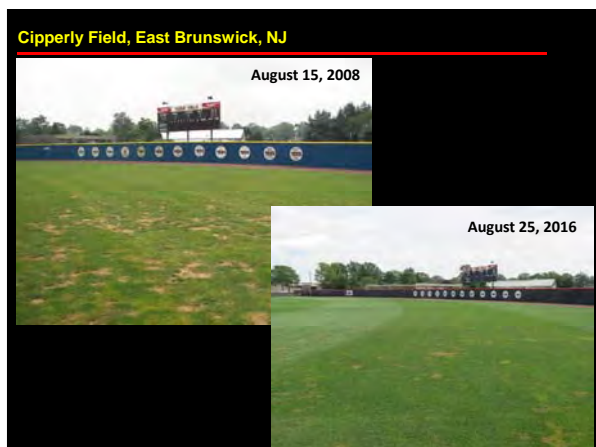 Cipperly Field, East Brunswick, NJ
August 15, 2008
August 25, 2016